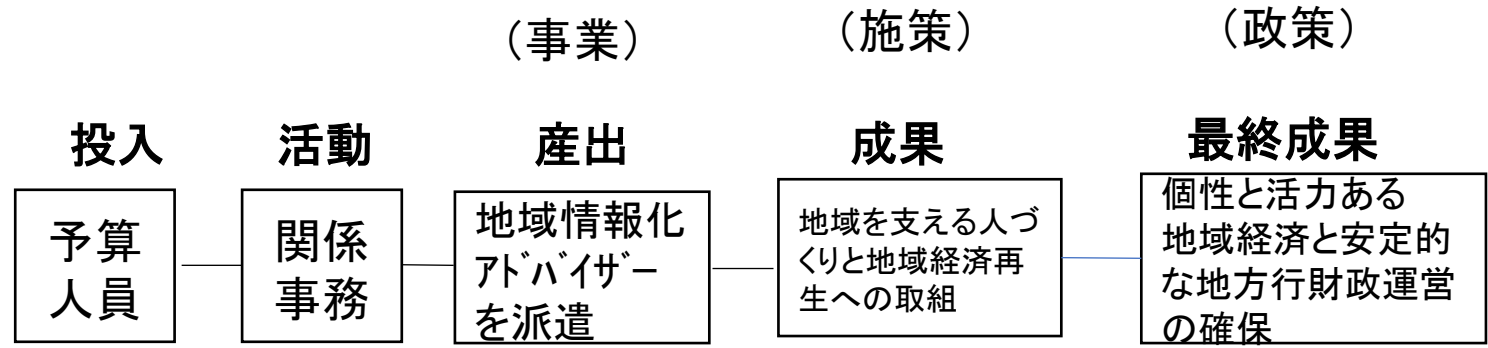 （事業）
（施策）
（政策）
投入
活動
産出
成果
最終成果
予算
人員
関係
事務
地域情報化
ｱﾄﾞﾊﾞｲｻﾞｰ
を派遣
地域を支える人づ
くりと地域経済再
生への取組
個性と活力ある
地域経済と安定的
な地方行財政運営
の確保